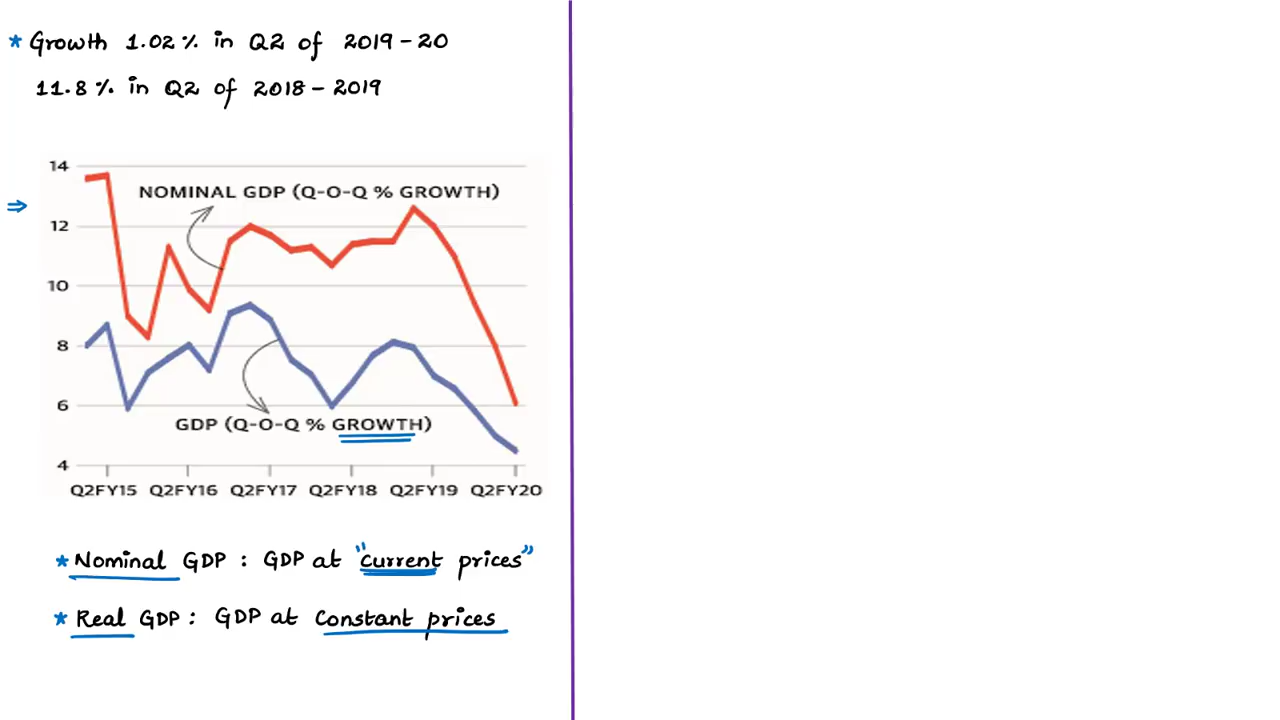 * Growth 1.02% in Q2 of 2019-20
11.8% in Q2 of 2018-2019
⇒
14
NOMINAL GDP (Q-O-Q % GROWTH)
12
10
8
6
GDP (Q-O-Q % GROWTH)
4
Q2FY15 Q2FY16 Q2FY17 Q2FY18 Q2FY19 Q2FY20
* Nominal GDP : GDP at "current prices"
* Real GDP : GDP at Constant prices